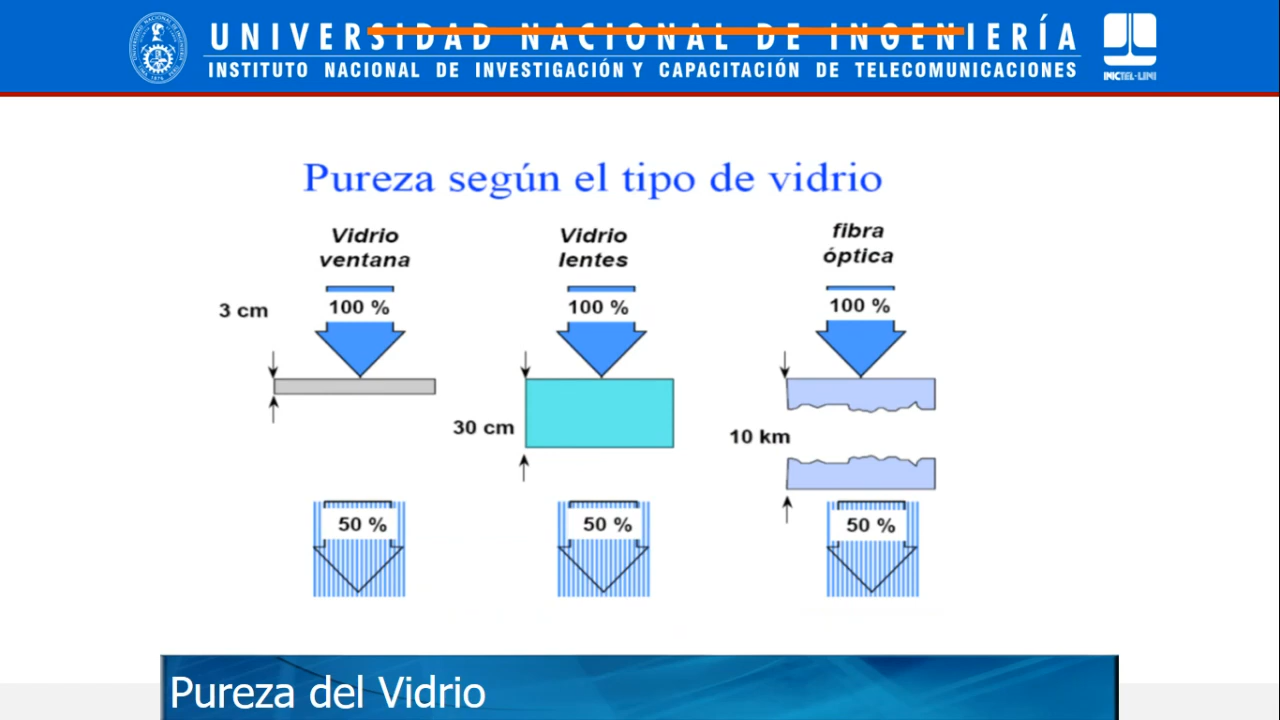 UNIVERSIDAD NACIONAL DE INGENIERÍA
INSTITUTO NACIONAL DE INVESTIGACIÓN Y CAPACITACIÓN DE TELECOMUNICACIONES
INICTEL-UNI
Pureza según el tipo de vidrio
Vidrio
ventana
Vidrio
lentes
fibra
óptica
3 cm
100 %
100 %
100 %
30 cm
10 km
50 %
50 %
50 %
Pureza del Vidrio